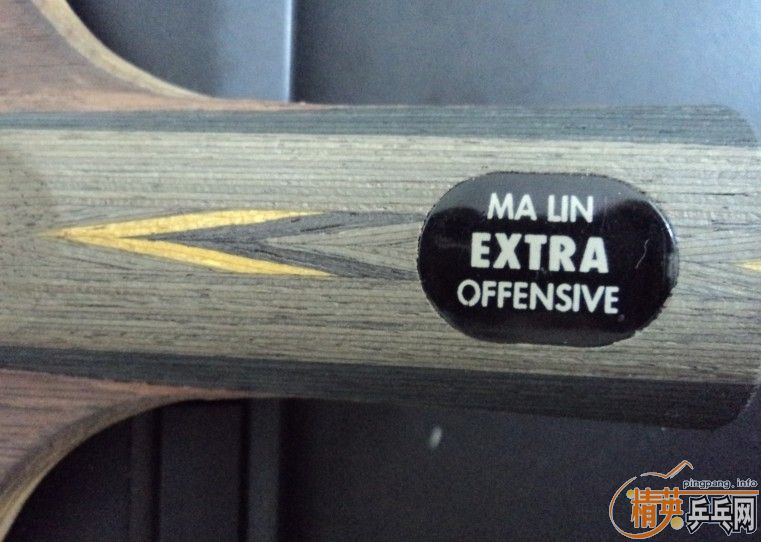 MA LIN
EXTRA
OFFENSIVE
pingpang.info
精英乒乓网